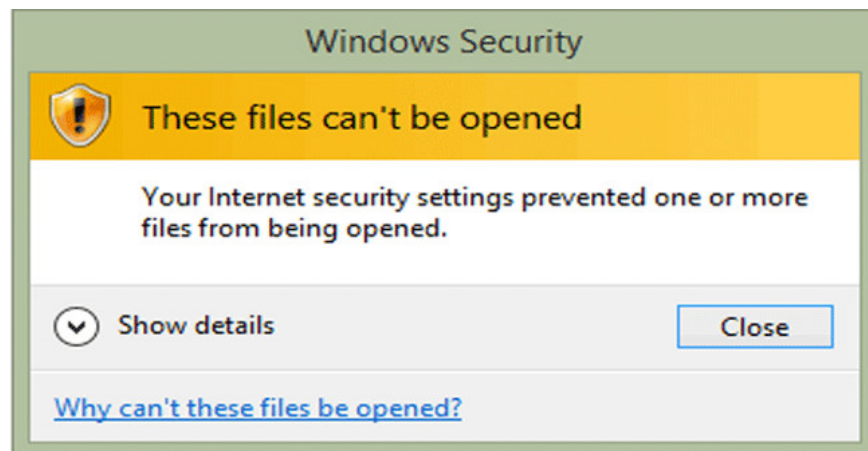 Windows Security
These files can't be opened
Your Internet security settings prevented one or more
files from being opened.
Show details
Close
Why can't these files be opened?